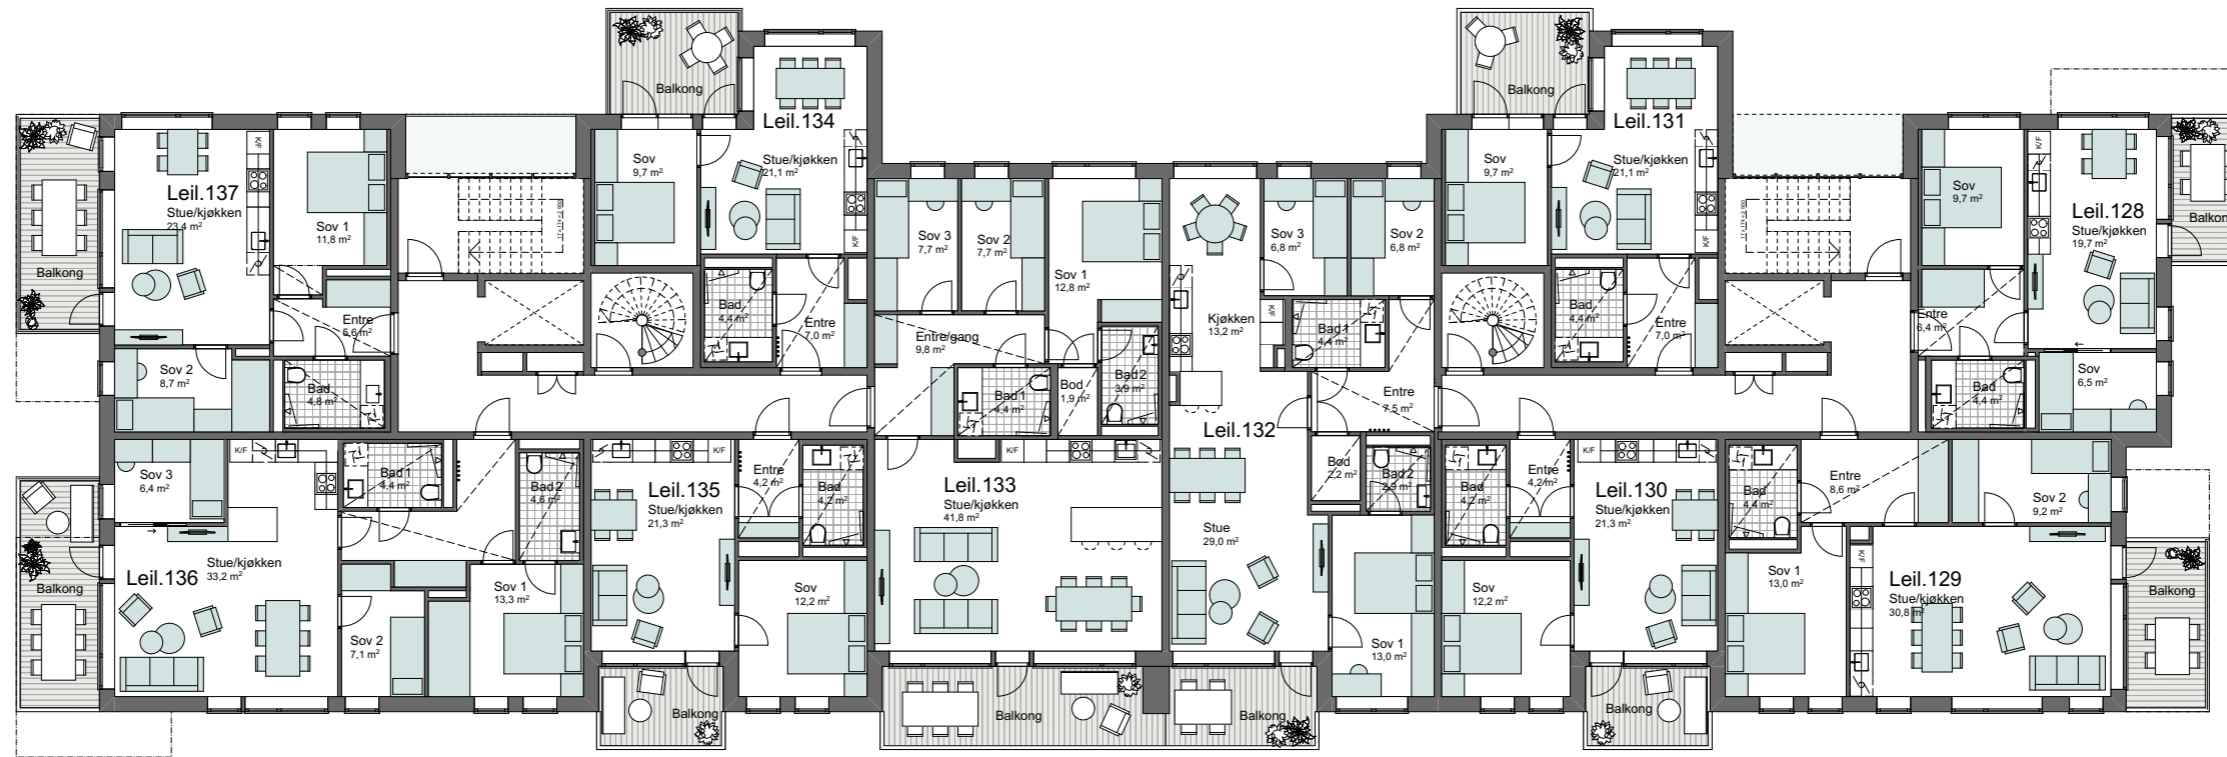 Balkong
Leil.134
Stue/kjøkken
21,1 m²
Sov
9,7 m²
K/F
Bad
4,4 m²
Entre
7,0 m²
Balkong
Leil.131
Stue/kjøkken
21,1 m²
Sov
9,7 m²
K/F
Bad
4,4 m²
Entre
7,0 m²
Leil.137
Stue/kjøkken
23,4 m²
K/F
Balkong
Sov 1
11,8 m²
Entre
5,6 m²
Sov 2
8,7 m²
Bad
4,8 m²
Sov 3
7,7 m²
Sov 2
7,7 m²
Sov 1
12,8 m²
Entre/gang
9,8 m²
Bad 1
4,4 m²
Bod
1,9 m²
Bad 2
3,9 m²
Leil.133
Stue/kjøkken
41,8 m²
K/F
Balkong
Kjøkken
13,2 m²
K/F
Sov 3
6,8 m²
Sov 2
6,8 m²
Bad 1
4,4 m²
Entre
7,5 m²
Leil.132
Bod
2,2 m²
Bad 2
Stue
29,0 m²
Sov 1
13,0 m²
Balkong
Sov
9,7 m²
K/F
Leil.128
Stue/kjøkken
19,7 m²
Balkong
Entre
6,4 m²
Bad
4,4 m²
Sov
6,5 m²
Sov 3
6,4 m²
K/F
Bad 1
4,4 m²
Bad 2
4,6 m²
Leil.136
Stue/kjøkken
33,2 m²
Balkong
Sov 2
7,1 m²
Sov 1
13,3 m²
K/F
K/F
Leil.135
Stue/kjøkken
21,3 m²
Entre
4,2 m²
Bad
4,2 m²
Sov
12,2 m²
Balkong
Bad
4,2 m²
Entre
4,2 m²
K/F
K/F
Leil.130
Stue/kjøkken
21,3 m²
Sov
12,2 m²
Balkong
Bad
4,4 m²
Entre
8,6 m²
Sov 2
9,2 m²
Sov 1
13,0 m²
K/F
Leil.129
Stue/kjøkken
30,8 m²
Balkong